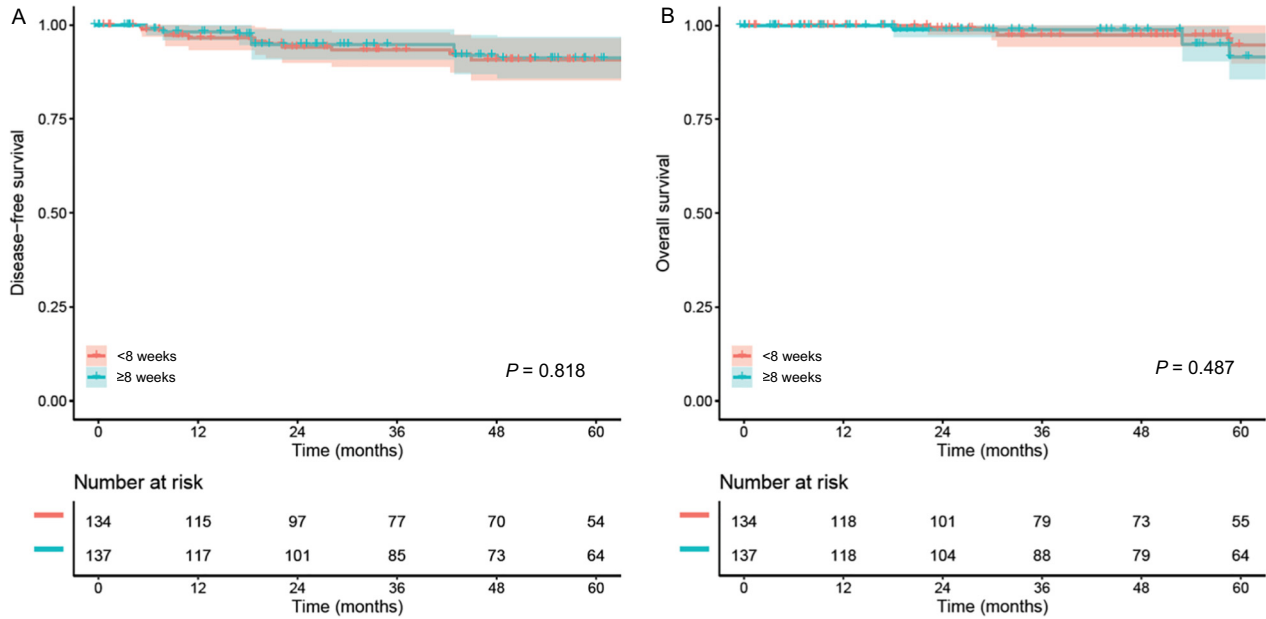 A
Disease−free survival
1.00
0.75
0.50
0.25
0.00
<8 weeks
≥8 weeks
P = 0.818
0 12 24 36 48 60
Time (months)
Number at risk
134 115 97 77 70 54
137 117 101 85 73 64
0 12 24 36 48 60
Time (months)
B
Overall survival
1.00
0.75
0.50
0.25
0.00
<8 weeks
≥8 weeks
P = 0.487
0 12 24 36 48 60
Time (months)
Number at risk
134 118 101 79 73 55
137 118 104 88 79 64
0 12 24 36 48 60
Time (months)